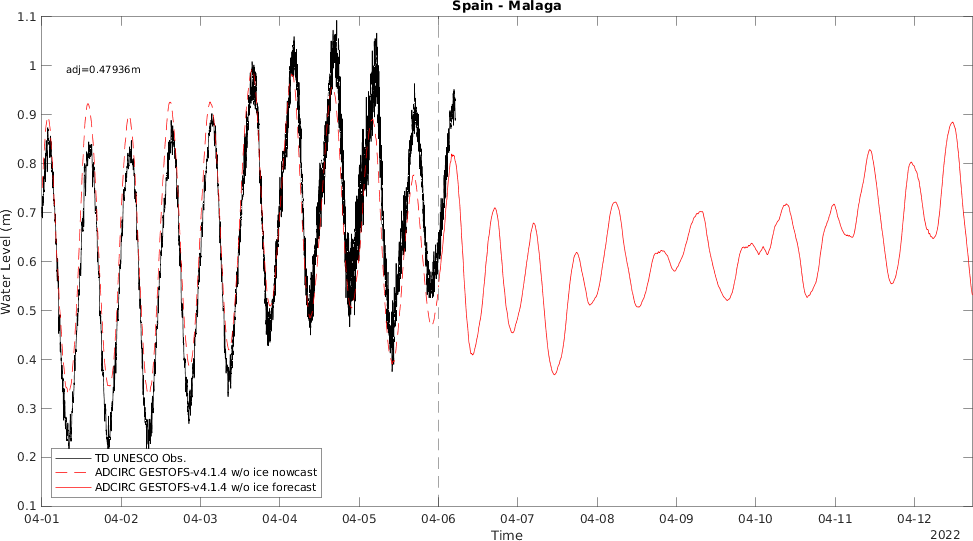 Spain - Malaga
1.1
1
0.9
0.8
0.7
0.6
0.5
0.4
0.3
0.2
0.1
Water Level (m)
adj=0.47936m
TD UNESCO Obs.
ADCIRC GESTOFS-v4.1.4 w/o ice nowcast
ADCIRC GESTOFS-v4.1.4 w/o ice forecast
04-01 04-02 04-03 04-04 04-05 04-06 04-07 04-08 04-09 04-10 04-11 04-12
Time
2022